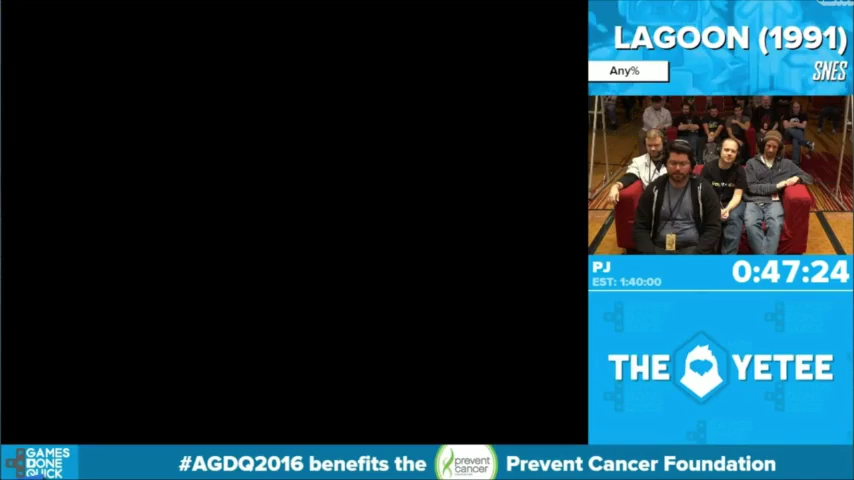 LAGOON (1991)
Any%
SNES
PJ
0:47:24
EST: 1:40:00
THE YETEE
GAMES
DONE
QUICK
#AGDQ2016 benefits the prevent cancer Prevent Cancer Foundation